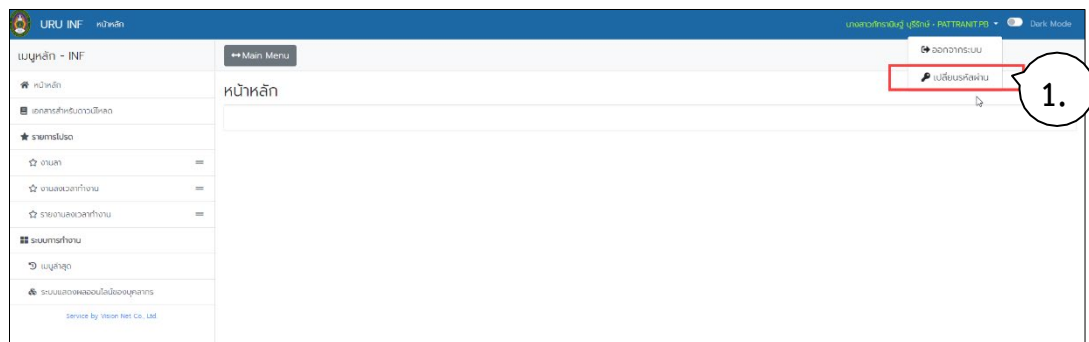 URU INF หน้าหลัก
นางสาวภัทรานิษฐ์ บุริรักษ์ - PATTRANIT.PB Dark Mode
เมนูหลัก - INF
Main Menu
ออกจากระบบ
เปลี่ยนรหัสผ่าน
1.
หน้าหลัก
หน้าหลัก
เอกสารสำหรับดาวน์โหลด
รายการโปรด
งานลา
งานลงเวลาทำงาน
รายงานลงเวลาทำงาน
ระบบการทำงาน
เมนูล่าสุด
ระบบแสดงผลออนไลน์ของบุคลากร
Service by Vision Net Co., Ltd